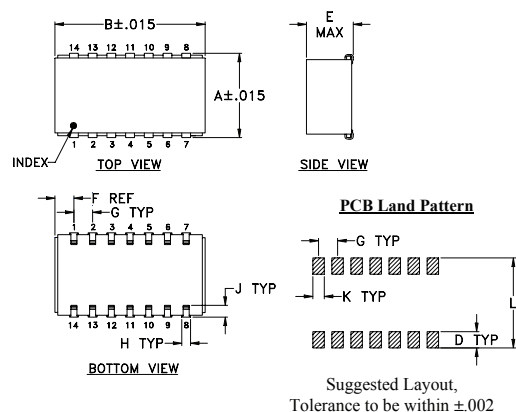 B±.015
E
MAX
14 13 12 11 10 9 8
A±.015
INDEX
1 2 3 4 5 6 7
TOP VIEW
SIDE VIEW
F REF
G TYP
1 2 3 4 5 6 7
J TYP
14 13 12 11 10 9 8
H TYP
BOTTOM VIEW
PCB Land Pattern
G TYP
K TYP
L
D TYP
Suggested Layout,
Tolerance to be within ±.002